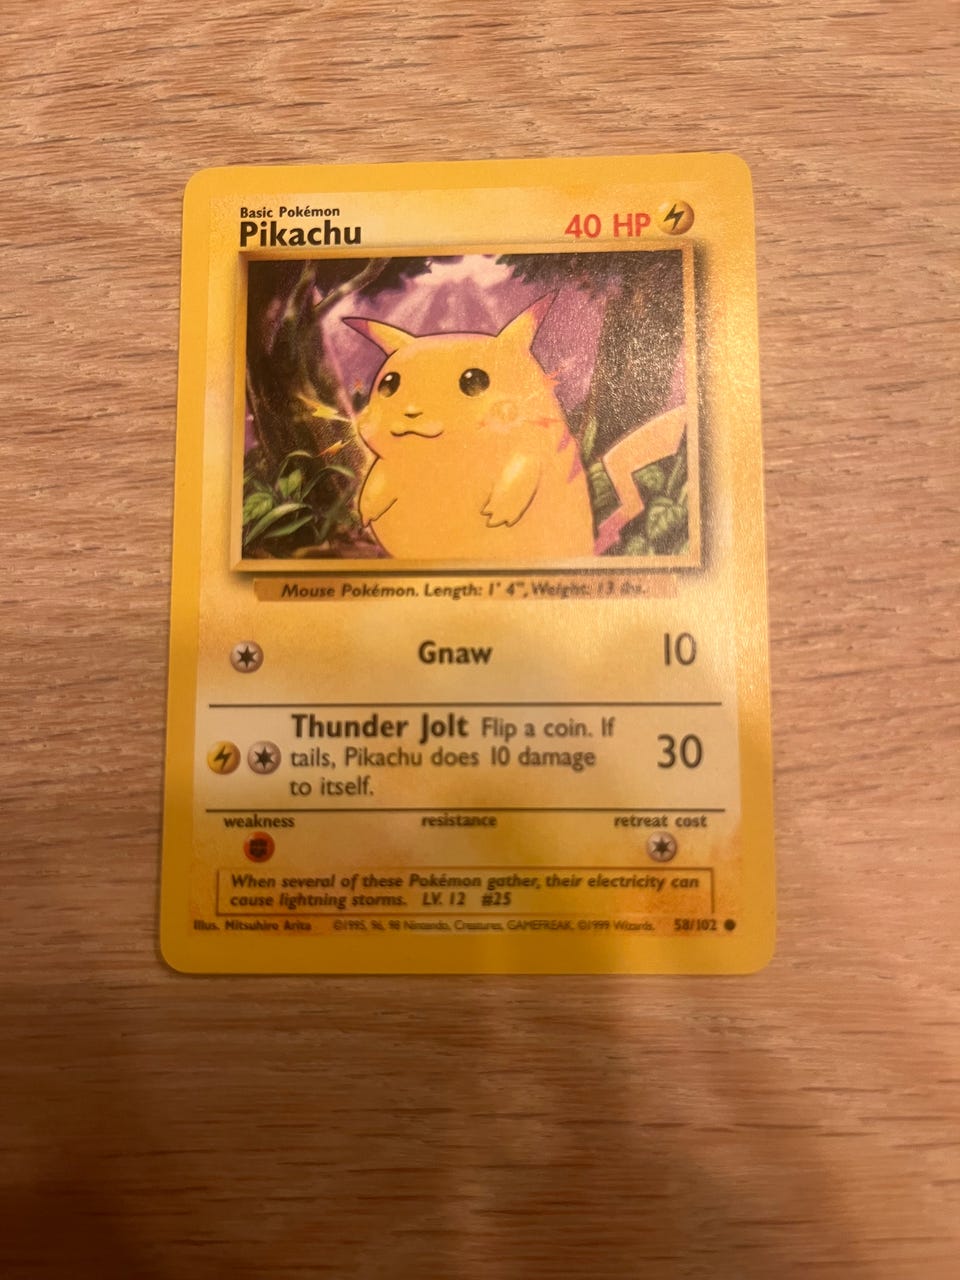 Basic Pokémon
Pikachu 40 HP
Mouse Pokémon. Length: 1' 4", Weight: 13 lbs.
Gnaw 10
Thunder Jolt Flip a coin. If
tails, Pikachu does 10 damage
to itself.
30
weakness resistance retreat cost
When several of these Pokémon gather, their electricity can
cause lightning storms. LV. 12 #25
Illus. Mitsuhiro Arita ©1995, 96, 98 Nintendo, Creatures, GAMEFREAK. ©1999 Wizards. 58/102